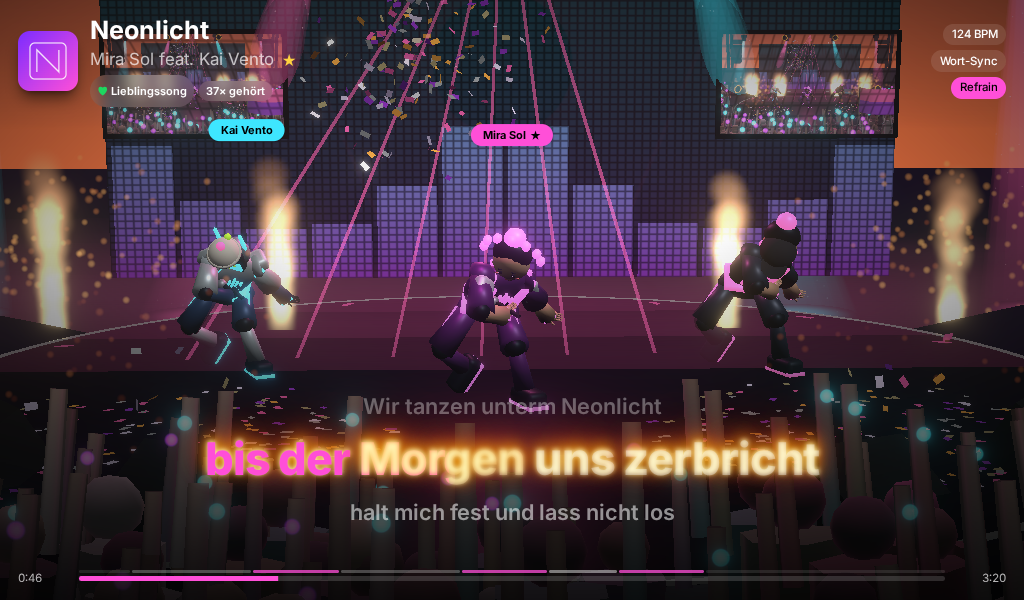 Neonlicht
Mira Sol feat. Kai Vento ★
Lieblingssong
37× gehört
124 BPM
Wort-Sync
Refrain
Kai Vento
Mira Sol ★
Wir tanzen unterm Neonlicht
bis der Morgen uns zerbricht
halt mich fest und lass nicht los
0:46
3:20